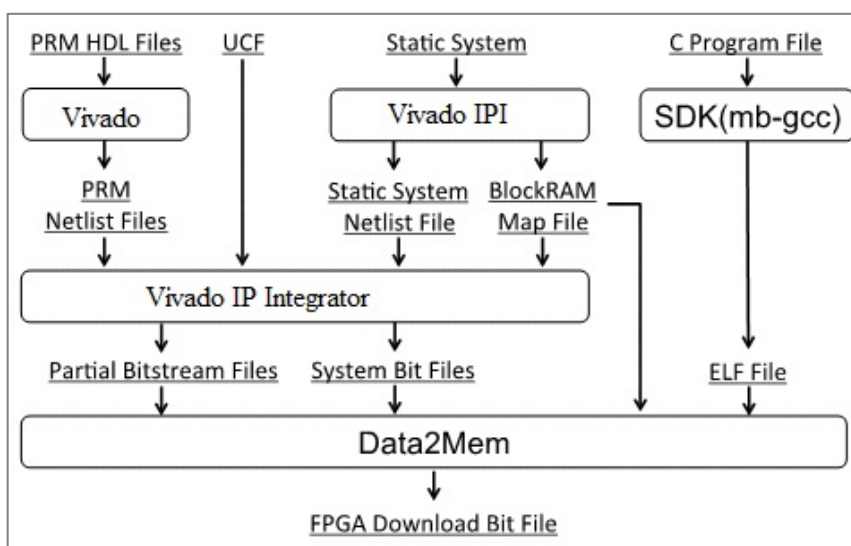 PRM HDL Files
UCF
Static System
C Program File
Vivado
Vivado IPI
SDK(mb-gcc)
PRM
Netlist Files
Static System
Netlist File
BlockRAM
Map File
Vivado IP Integrator
Partial Bitstream Files
System Bit Files
ELF File
Data2Mem
FPGA Download Bit File